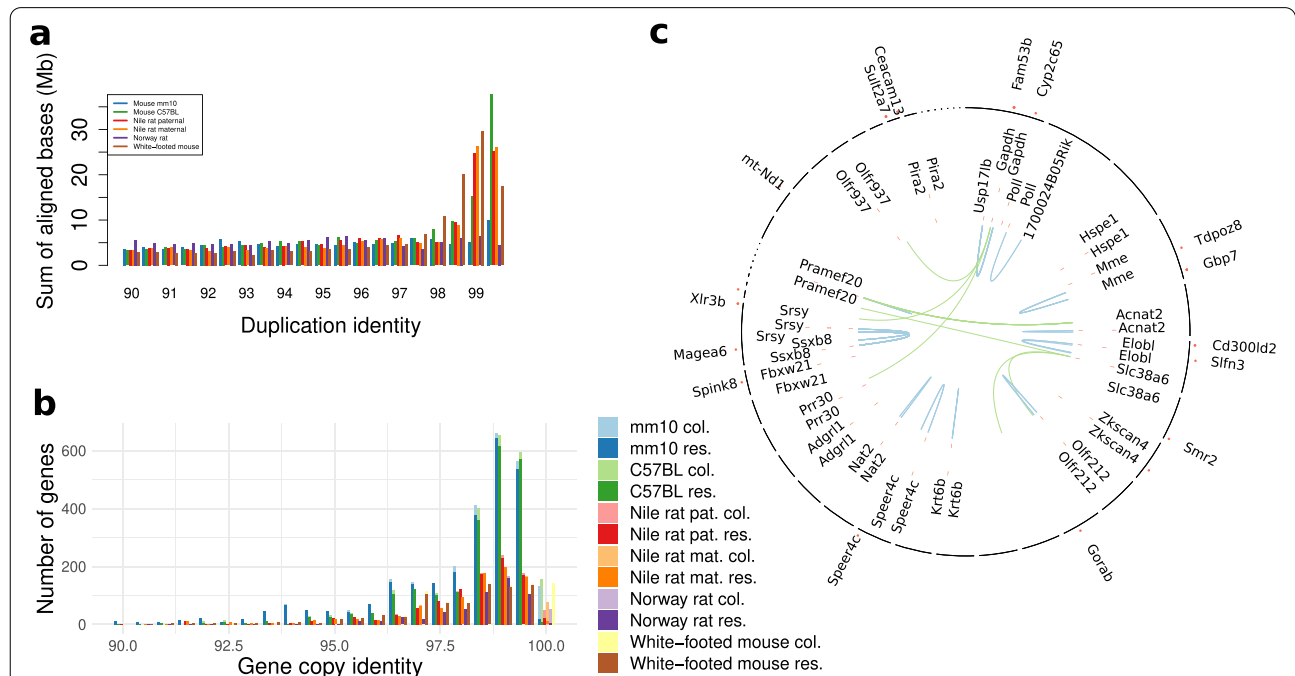 a
Sum of aligned bases (Mb)
30
20
10
0
Mouse mm10
Mouse C57BL
Nile rat paternal
Nile rat maternal
Norway rat
White-footed mouse
90 91 92 93 94 95 96 97 98 99
Duplication identity
b
Number of genes
600
400
200
0
90.0 92.5 95.0 97.5 100.0
Gene copy identity
mm10 col.
mm10 res.
C57BL col.
C57BL res.
Nile rat pat. col.
Nile rat pat. res.
Nile rat mat. col.
Nile rat mat. res.
Norway rat col.
Norway rat res.
White−footed mouse col.
White−footed mouse res.
c
Fam53b
Cyp2c65
Tdpoz8
Gbp7
Cd300ld2
Slfn3
Smr2
Gorab
Speer4c
Spink8
Magea6
Xlr3b
mt-Nd1
Sult2a7
Ceacam13
Usp17lb
Gapdh
Gapdh
Poll
Poll
1700024B05Rik
Hspe1
Hspe1
Mme
Mme
Acnat2
Acnat2
Elobl
Elobl
Slc38a6
Slc38a6
Zkscan4
Zkscan4
Olfr212
Olfr212
Krt6b
Krt6b
Speer4c
Speer4c
Nat2
Nat2
Adgrl1
Adgrl1
Prr30
Prr30
Fbxw21
Fbxw21
Ssxb8
Ssxb8
Srsy
Srsy
Srsy
Pramef20
Pramef20
Olfr937
Olfr937
Pira2
Pira2